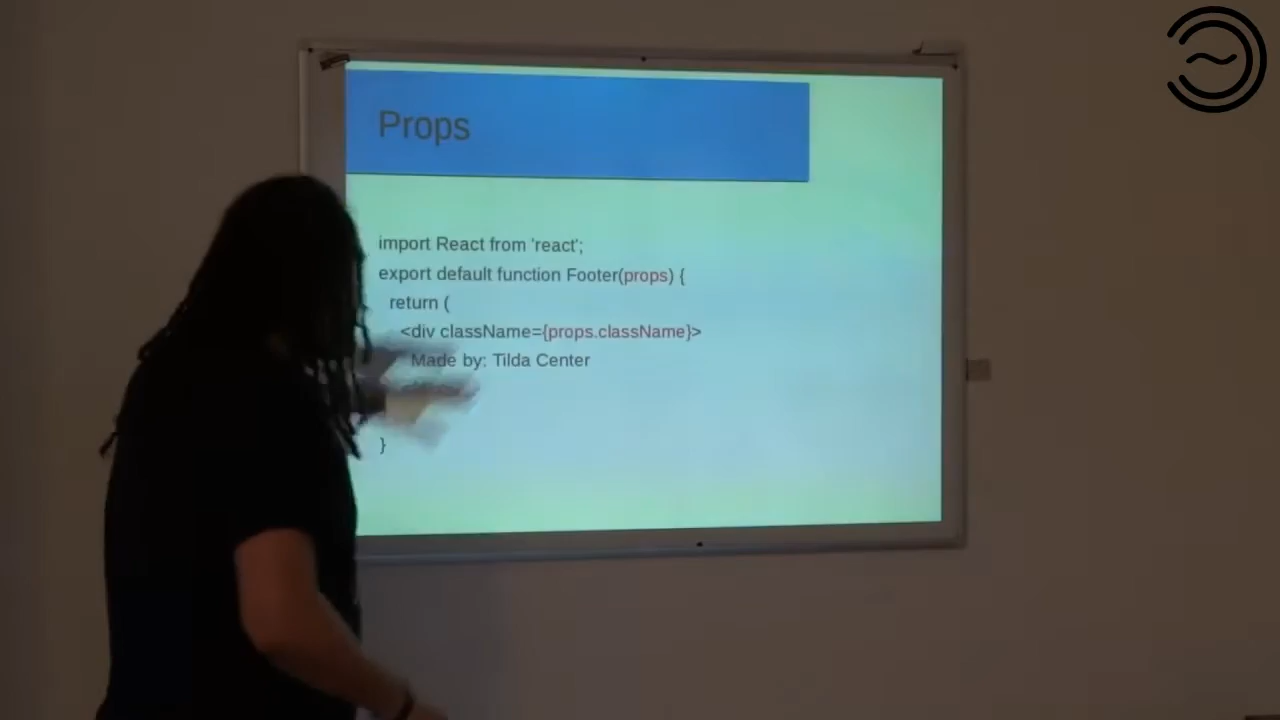 Props
import React from 'react';
export default function Footer(props) {
return (
<div className={props.className}>
Made by: Tilda Center
}